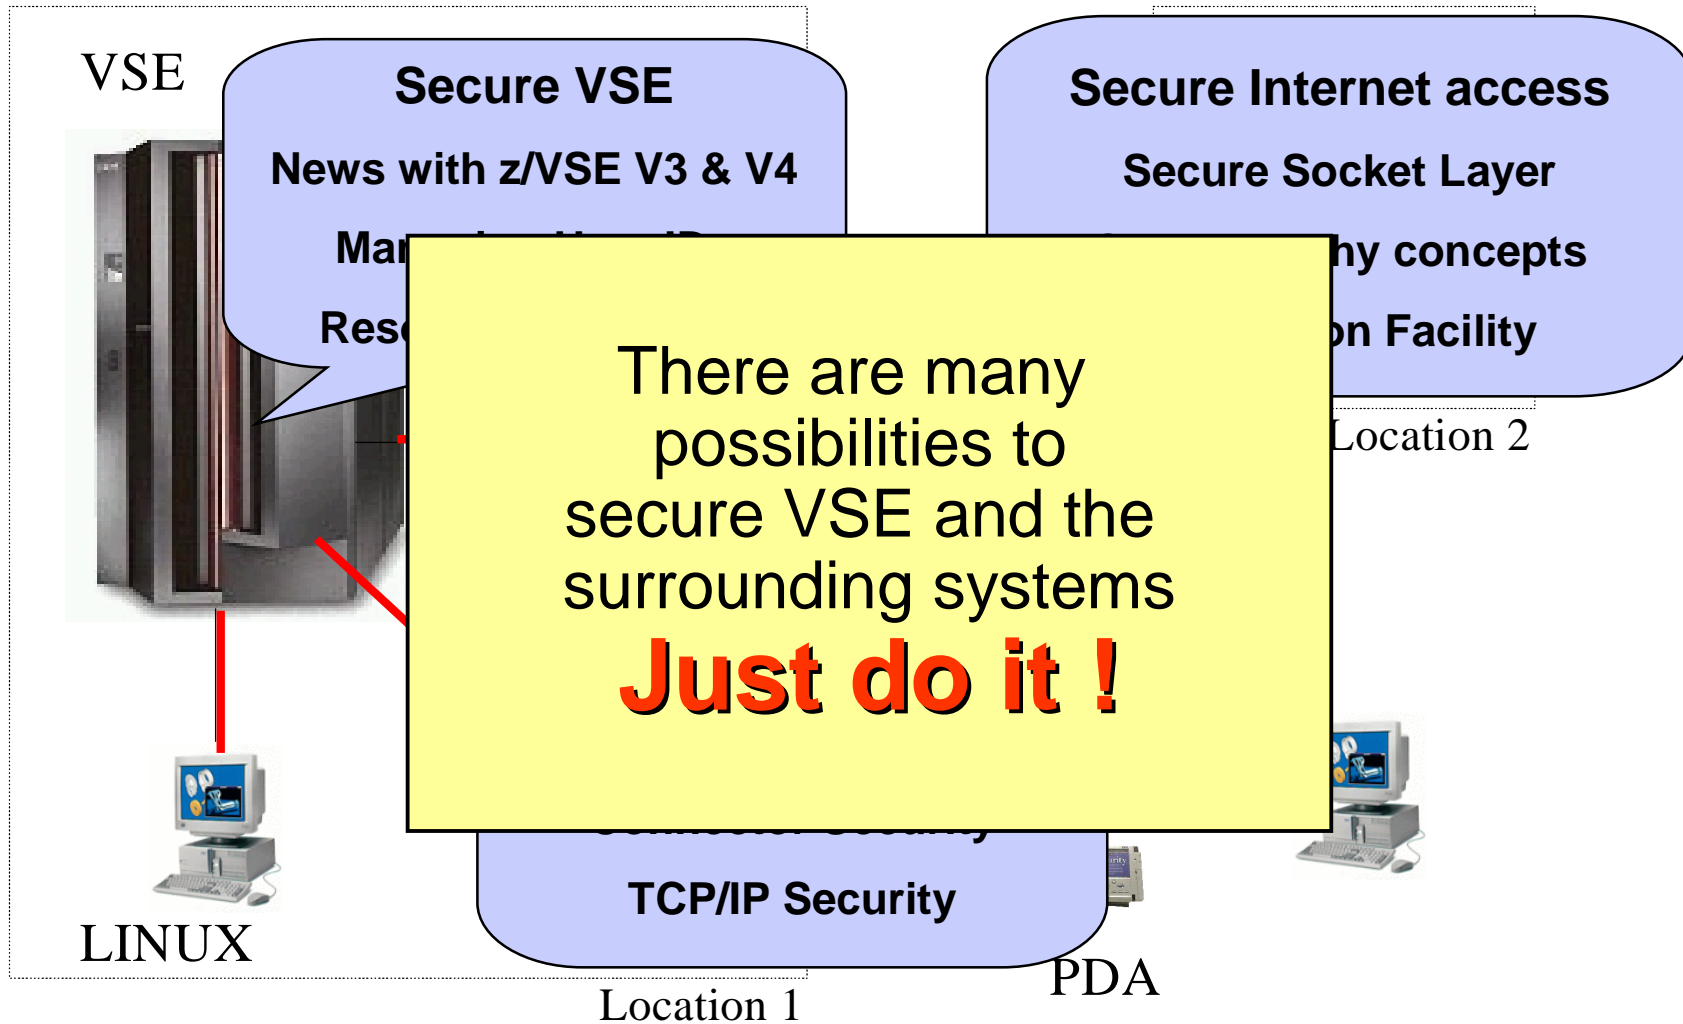 VSE
Secure VSE
News with z/VSE V3 & V4
Secure Internet access
Secure Socket Layer
concepts
Facility
Location 2
There are many
possibilities to
secure VSE and the
surrounding systems
Just do it !
TCP/IP Security
LINUX
PDA
Location 1